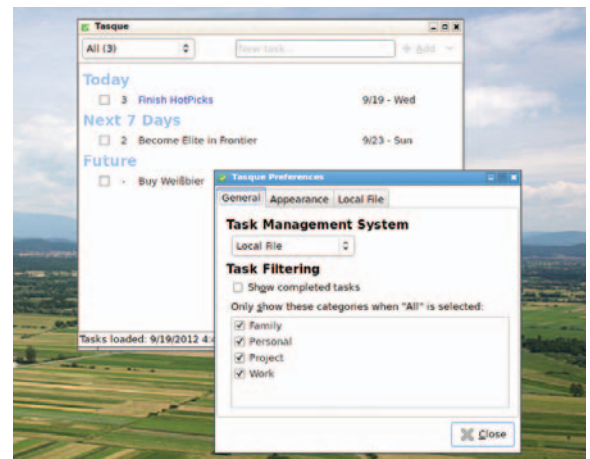 Tasque
All (3)
New task...
Add
Today
3 Finish HotPicks 9/19 - Wed
Next 7 Days
2 Become Elite in Frontier 9/23 - Sun
Future
- Buy Weißbier
Tasks loaded: 9/19/2012 4:
Tasque Preferences
General Appearance Local File
Task Management System
Local File
Task Filtering
Show completed tasks
Only show these categories when "All" is selected:
Family
Personal
Project
Work
Close